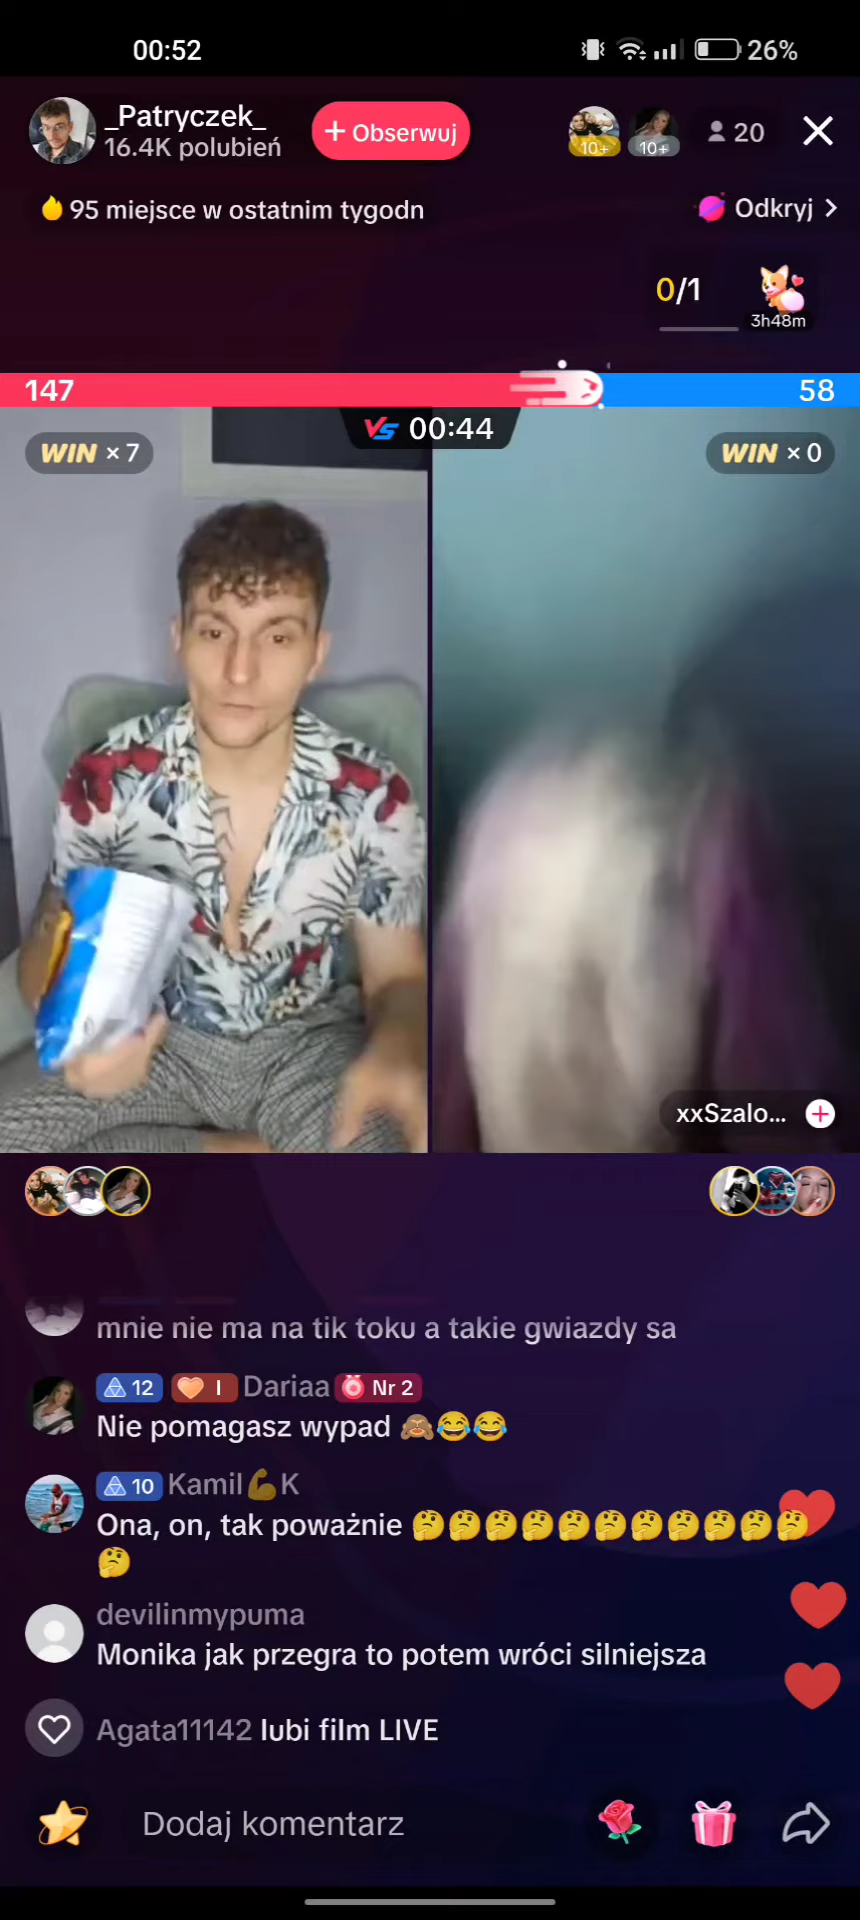 00:52
26%
_Patryczek_
16.4K polubień
+ Obserwuj
10+
10+
20
95 miejsce w ostatnim tygodn
Odkryj >
0/1
3h48m
147
58
VS 00:44
WIN × 7
WIN × 0
xxSzalo...
mnie nie ma na tik toku a takie gwiazdy sa
12 I Dariaa Nr 2
Nie pomagasz wypad 🙈😂😂
10 Kamil💪K
Ona, on, tak poważnie 🤔🤔🤔🤔🤔🤔🤔🤔🤔🤔🤔
🤔
devilinmypuma
Monika jak przegra to potem wróci silniejsza
Agata11142 lubi film LIVE
Dodaj komentarz